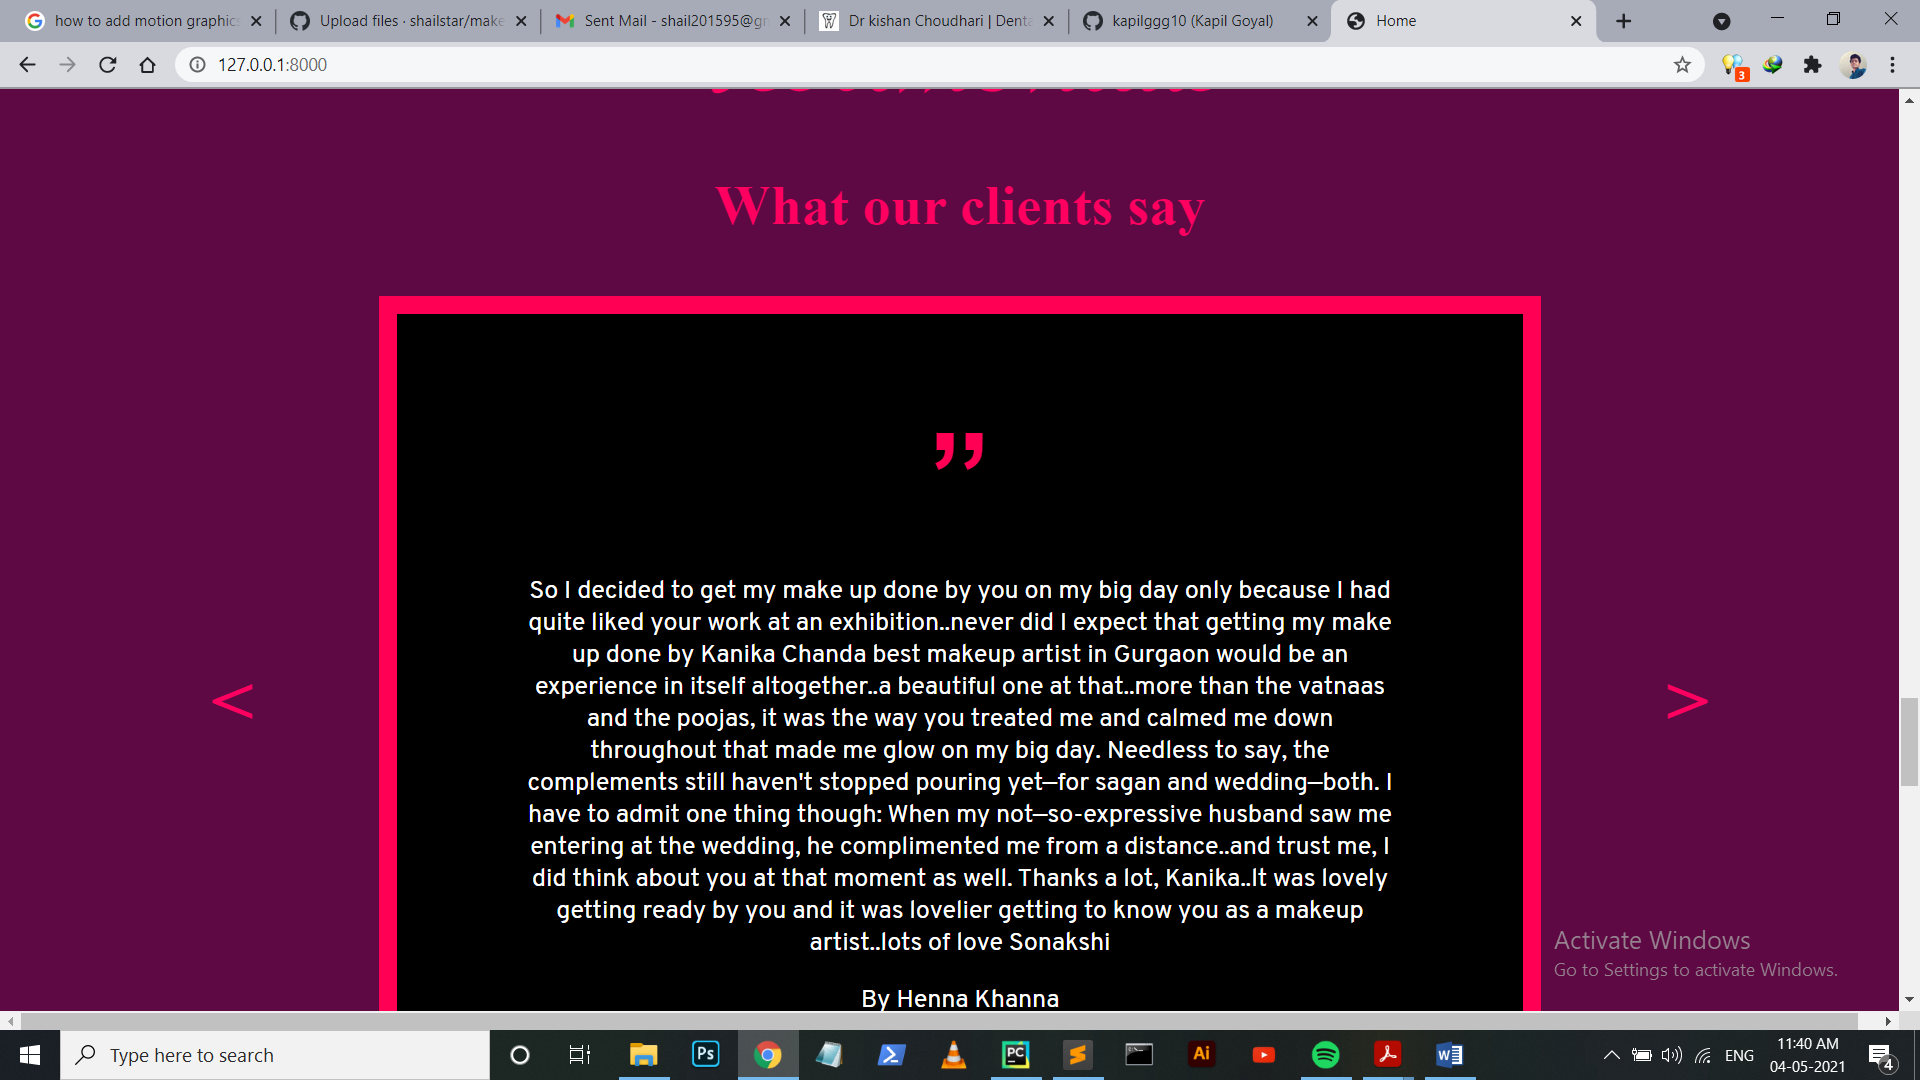 how to add motion graphics
Upload files · shailstar/make
Sent Mail - shail201595@gm
Dr kishan Choudhari | Denta
kapilggg10 (Kapil Goyal)
Home
127.0.0.1:8000
3
What our clients say
”
So I decided to get my make up done by you on my big day only because I had
quite liked your work at an exhibition..never did I expect that getting my make
up done by Kanika Chanda best makeup artist in Gurgaon would be an
experience in itself altogether..a beautiful one at that..more than the vatnaas
and the poojas, it was the way you treated me and calmed me down
throughout that made me glow on my big day. Needless to say, the
complements still haven't stopped pouring yet—for sagan and wedding—both. I
have to admit one thing though: When my not—so-expressive husband saw me
entering at the wedding, he complimented me from a distance..and trust me, I
did think about you at that moment as well. Thanks a lot, Kanika..It was lovely
getting ready by you and it was lovelier getting to know you as a makeup
artist..lots of love Sonakshi
By Henna Khanna
<
>
Activate Windows
Go to Settings to activate Windows.
Type here to search
Ps
PC
Ai
W
ENG
11:40 AM
04-05-2021
4